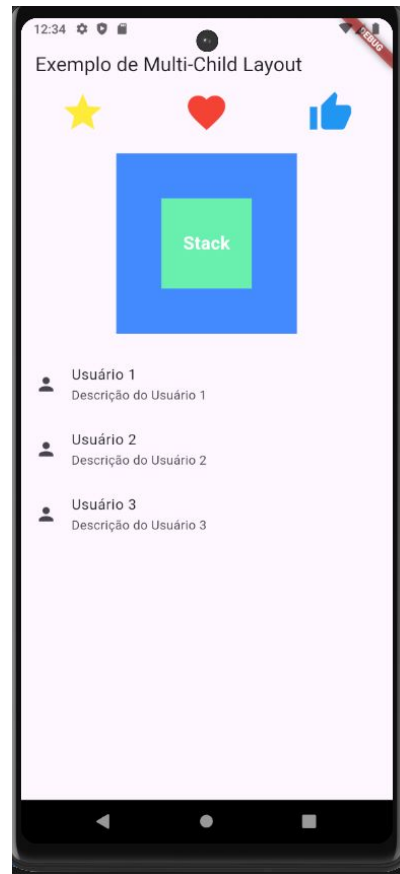 12:34
DEBUG
Exemplo de Multi-Child Layout
Stack
Usuário 1
Descrição do Usuário 1
Usuário 2
Descrição do Usuário 2
Usuário 3
Descrição do Usuário 3